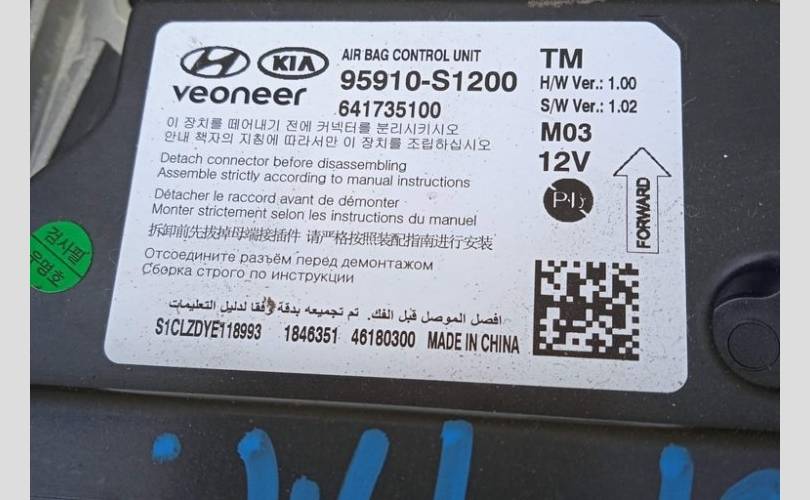 KIA
veoneer
AIR BAG CONTROL UNIT
95910-S1200
641735100
TM
H/W Ver.: 1.00
S/W Ver.: 1.02
M03
12V
FORWARD
이 장치를 떼어내기 전에 커넥터를 분리시키시오
안내 책자의 지침에 따라서만 이 장치를 조립하십시오
Detach connector before disassembling
Assemble strictly according to manual instructions
Détacher le raccord avant de démonter
Monter strictement selon les instructions du manuel
拆卸前先拔掉母端接插件 请严格按照装配指南进行安装
Отсоедините разъём перед демонтажом
Сборка строго по инструкции
افصل الموصل قبل الفك. تم تجميعه بدقة وفقا لدليل التعليمات
S1CLZDYE118993 1846351 46180300 MADE IN CHINA
검사필